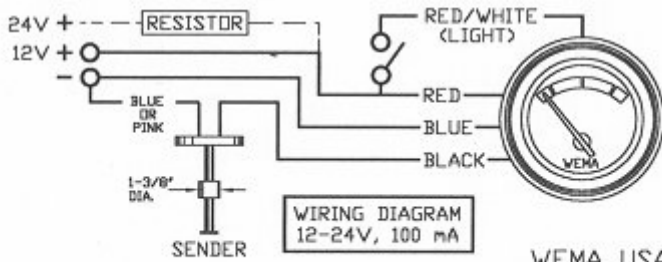 24V +
RESISTOR
12V +
-
RED/WHITE
(LIGHT)
RED
BLUE
BLACK
BLUE
OR
PINK
1-3/8"
DIA.
SENDER
WIRING DIAGRAM
12-24V, 100 mA
WEMA
WEMA USA